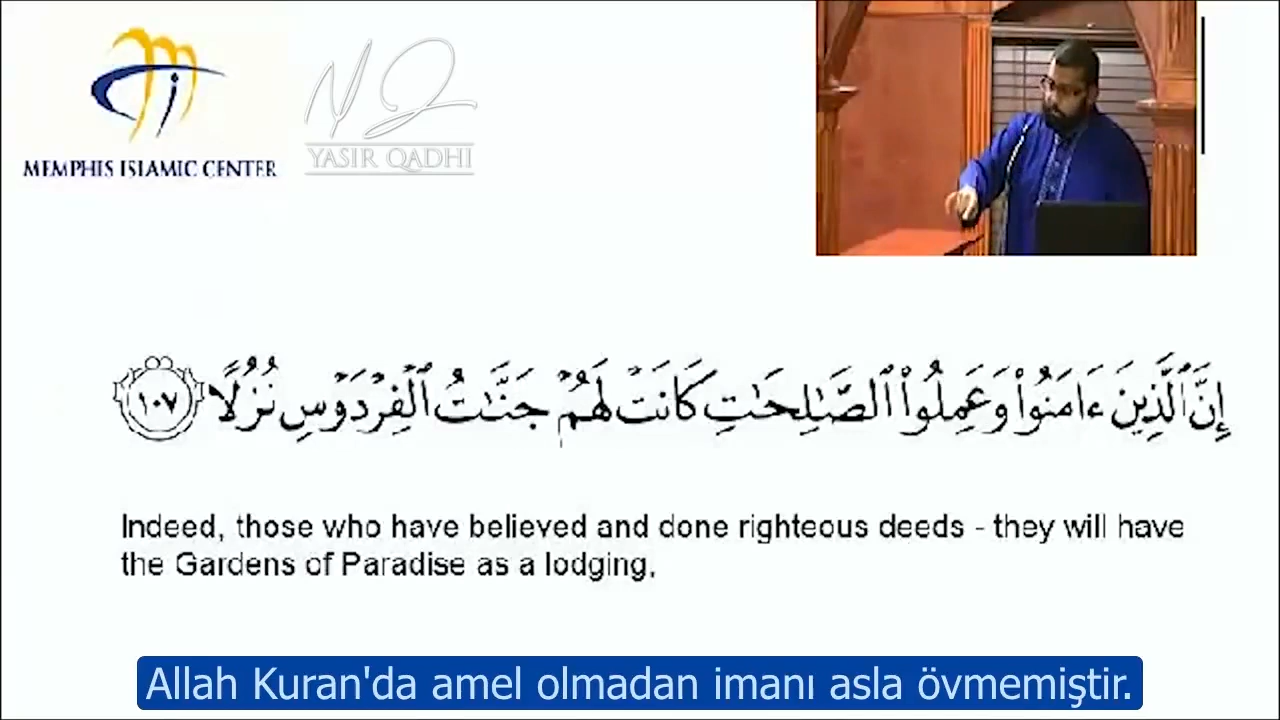 MEMPHIS ISLAMIC CENTER
YASIR QADHI
إِنَّ ٱلَّذِينَ ءَامَنُوا۟ وَعَمِلُوا۟ ٱلصَّـٰلِحَـٰتِ كَانَتْ لَهُمْ جَنَّـٰتُ ٱلْفِرْدَوْسِ نُزُلًا ١٠٧
Indeed, those who have believed and done righteous deeds - they will have
the Gardens of Paradise as a lodging,
Allah Kuran'da amel olmadan imanı asla övmemiştir.